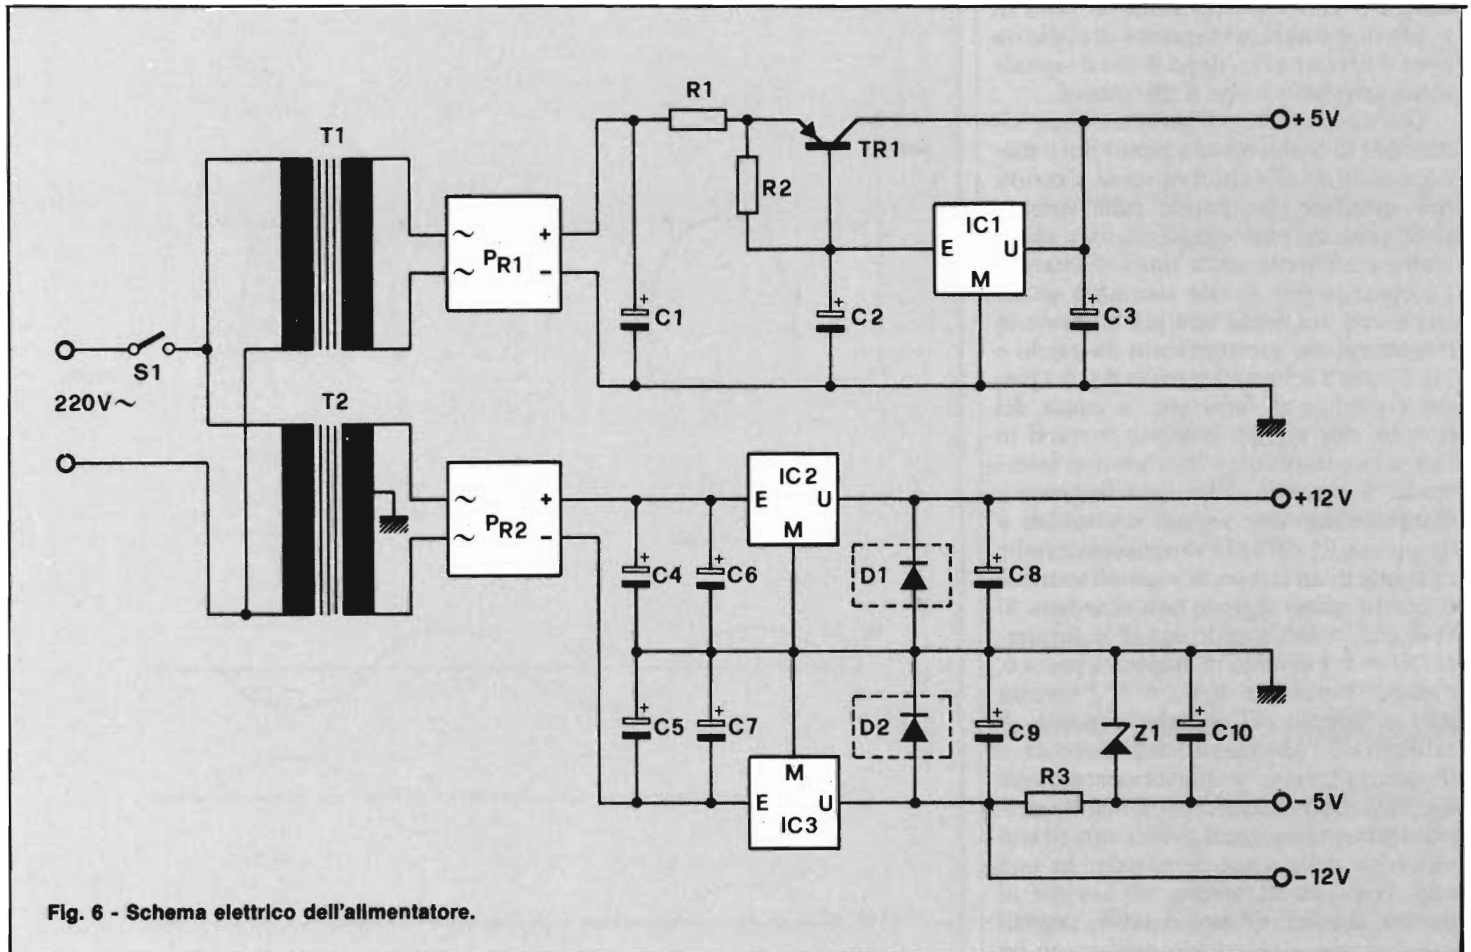 R1
T1
TR1
+5V
R2
PR1
~
~
+
−
E
IC1
U
M
+
C1
+
C2
+
C3
S1
220V~
T2
PR2
~
~
+
−
E
IC2
U
M
+12V
+
C4
+
C6
D1
+
C8
+
C5
+
C7
D2
+
C9
Z1
+
C10
M
E
U
IC3
R3
−5V
−12V
Fig. 6 - Schema elettrico dell'alimentatore.